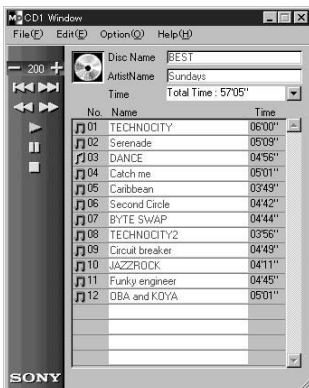 CD1 Window
File(F) Edit(E) Option(O) Help(H)
200
Disc Name BEST
ArtistName Sundays
Time Total Time : 57'05"
No. Name Time
01 TECHNOCITY 06'00"
02 Serenade 05'09"
03 DANCE 04'56"
04 Catch me 05'01"
05 Caribbean 03'49"
06 Second Circle 04'42"
07 BYTE SWAP 04'44"
08 TECHNOCITY2 03'56"
09 Circuit breaker 04'49"
10 JAZZROCK 04'11"
11 Funky engineer 04'45"
12 OBA and KOYA 05'01"
SONY